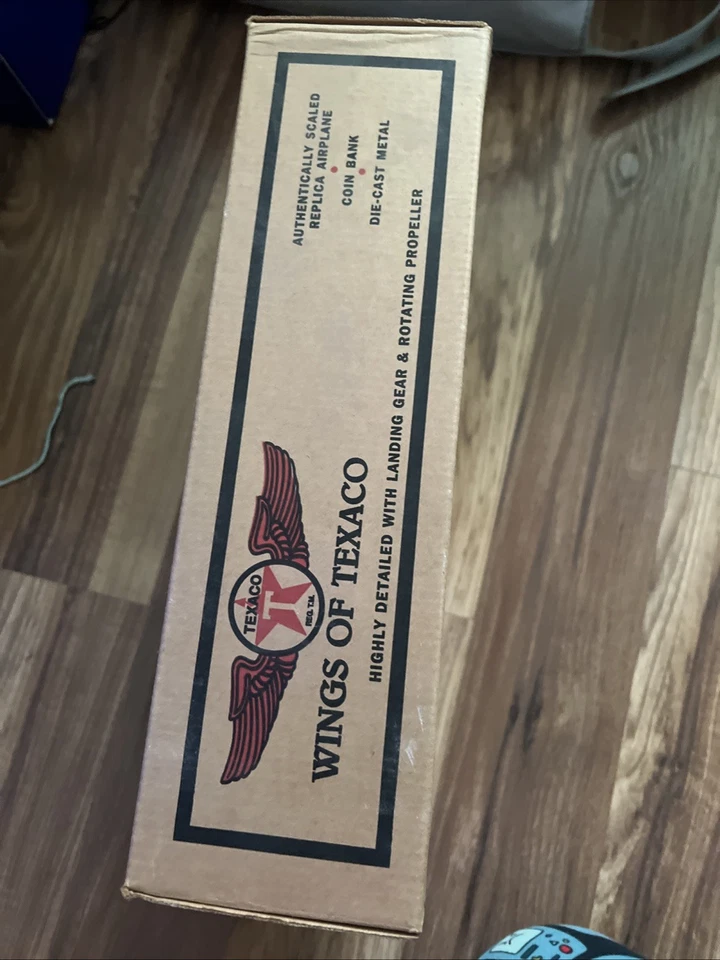 TEXACO
T
REG. T.M.
WINGS OF TEXACO
HIGHLY DETAILED WITH LANDING GEAR & ROTATING PROPELLER
AUTHENTICALLY SCALED
REPLICA AIRPLANE
COIN BANK
DIE-CAST METAL